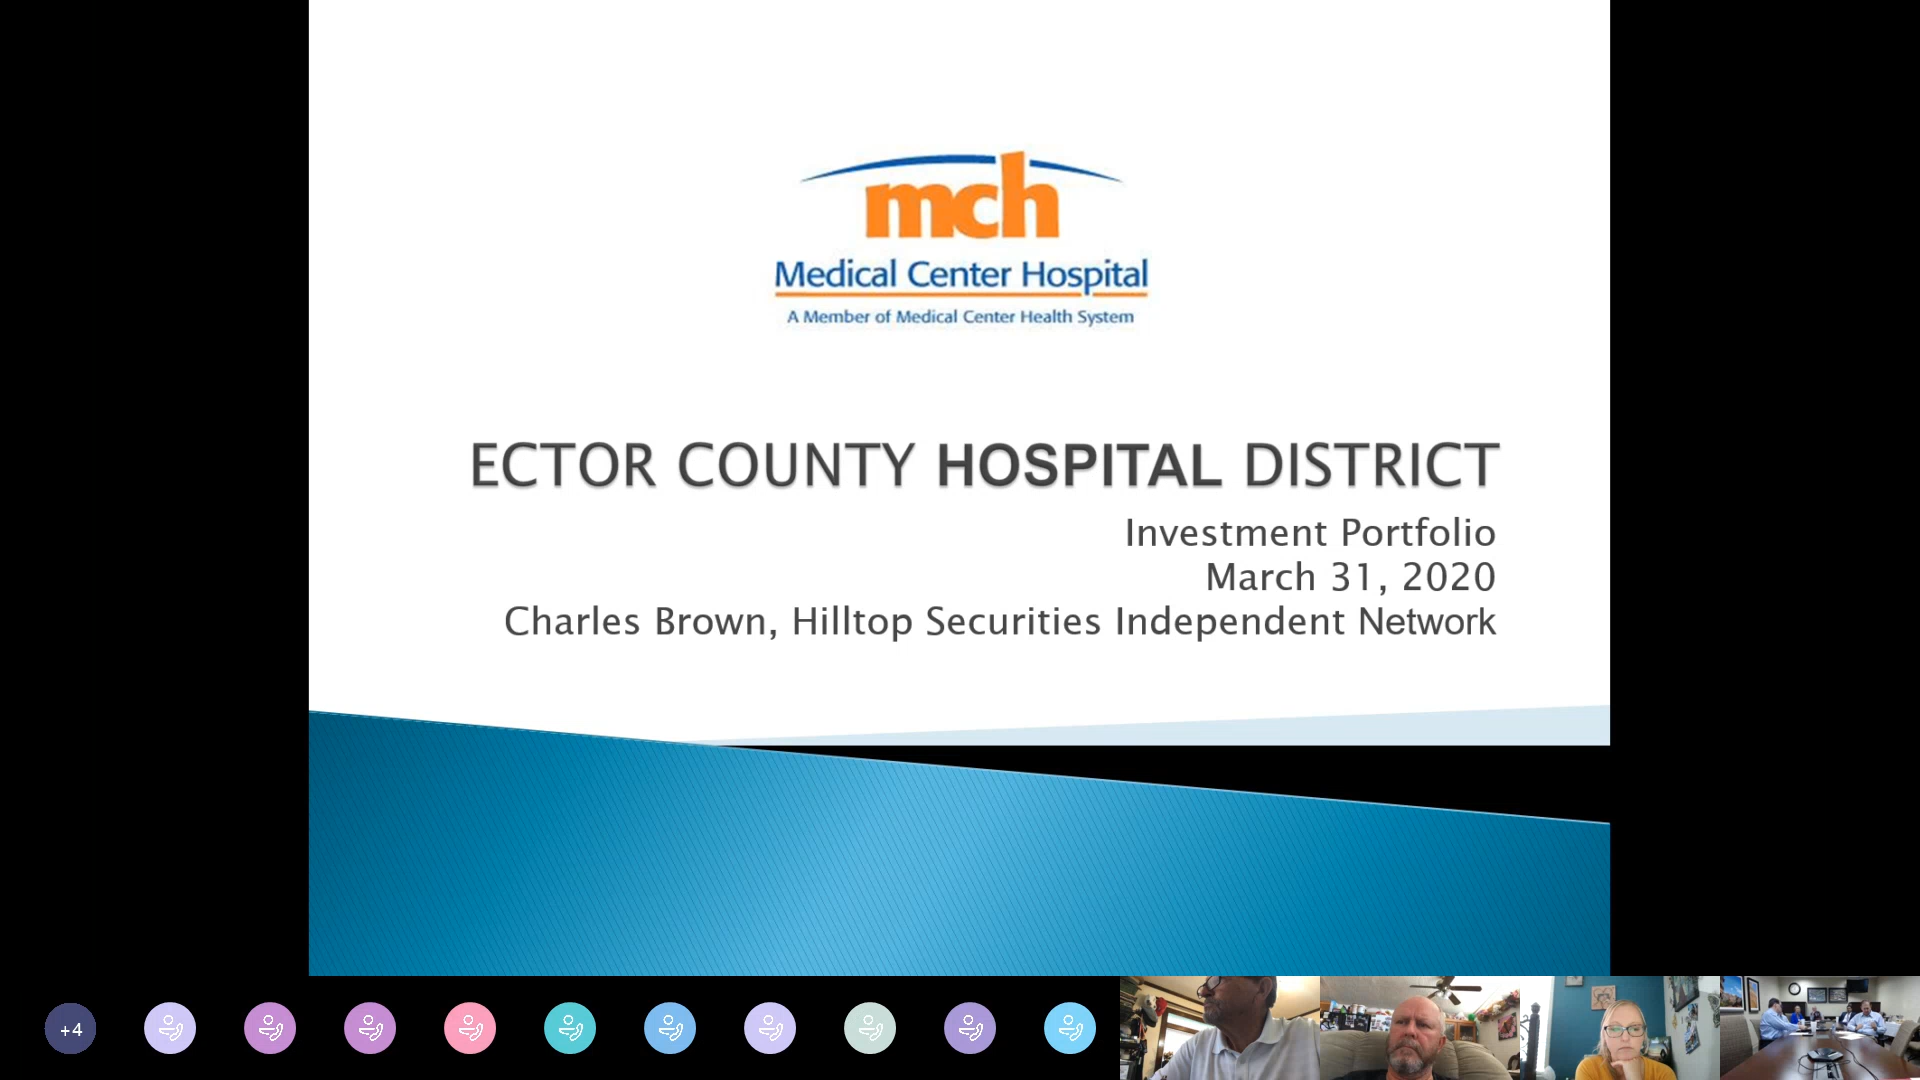 mch
Medical Center Hospital
A Member of Medical Center Health System
ECTOR COUNTY HOSPITAL DISTRICT
Investment Portfolio
March 31, 2020
Charles Brown, Hilltop Securities Independent Network
+4